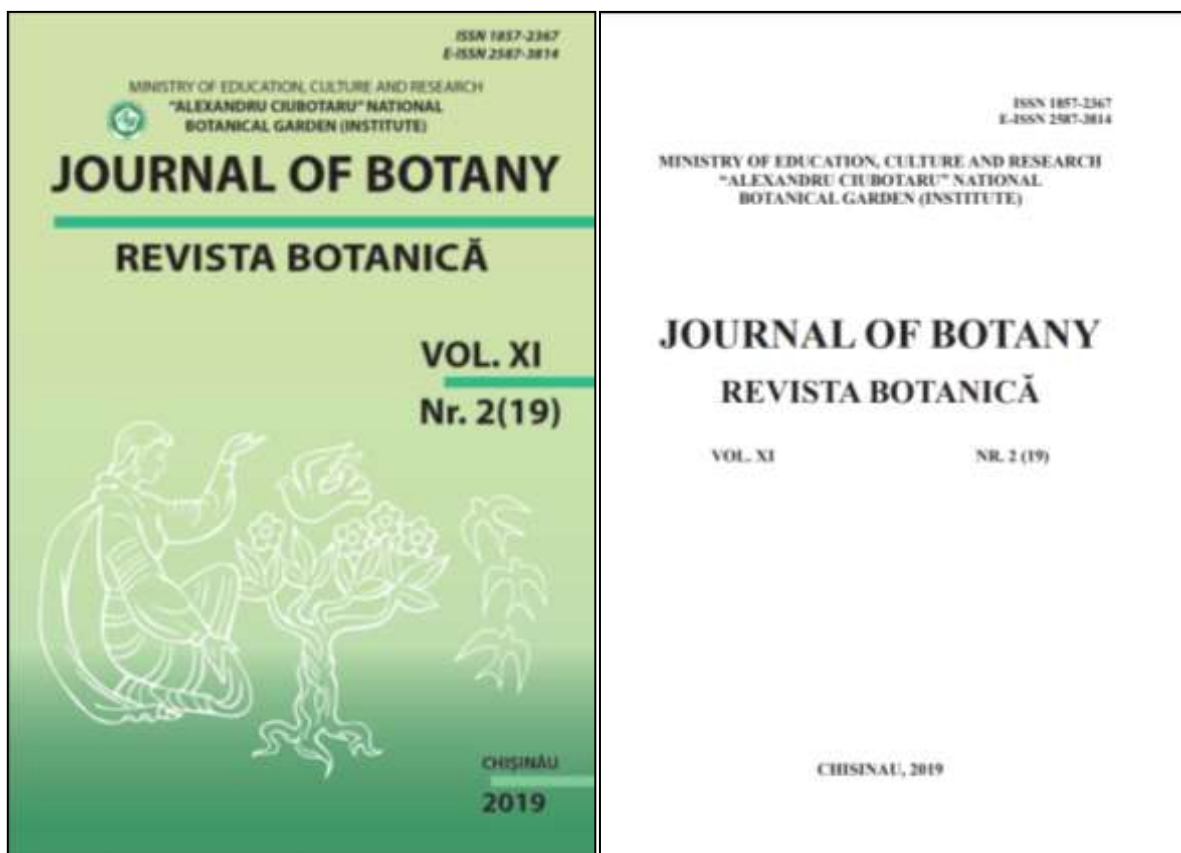 ISSN 1857-2367
E-ISSN 2587-3814
MINISTRY OF EDUCATION, CULTURE AND RESEARCH
"ALEXANDRU CIUBOTARU" NATIONAL
BOTANICAL GARDEN (INSTITUTE)
JOURNAL OF BOTANY
REVISTA BOTANICĂ
VOL. XI
Nr. 2(19)
CHIŞINĂU
2019
ISSN 1857-2367
E-ISSN 2587-3814
MINISTRY OF EDUCATION, CULTURE AND RESEARCH
"ALEXANDRU CIUBOTARU" NATIONAL
BOTANICAL GARDEN (INSTITUTE)
JOURNAL OF BOTANY
REVISTA BOTANICĂ
VOL. XI NR. 2 (19)
CHISINAU, 2019